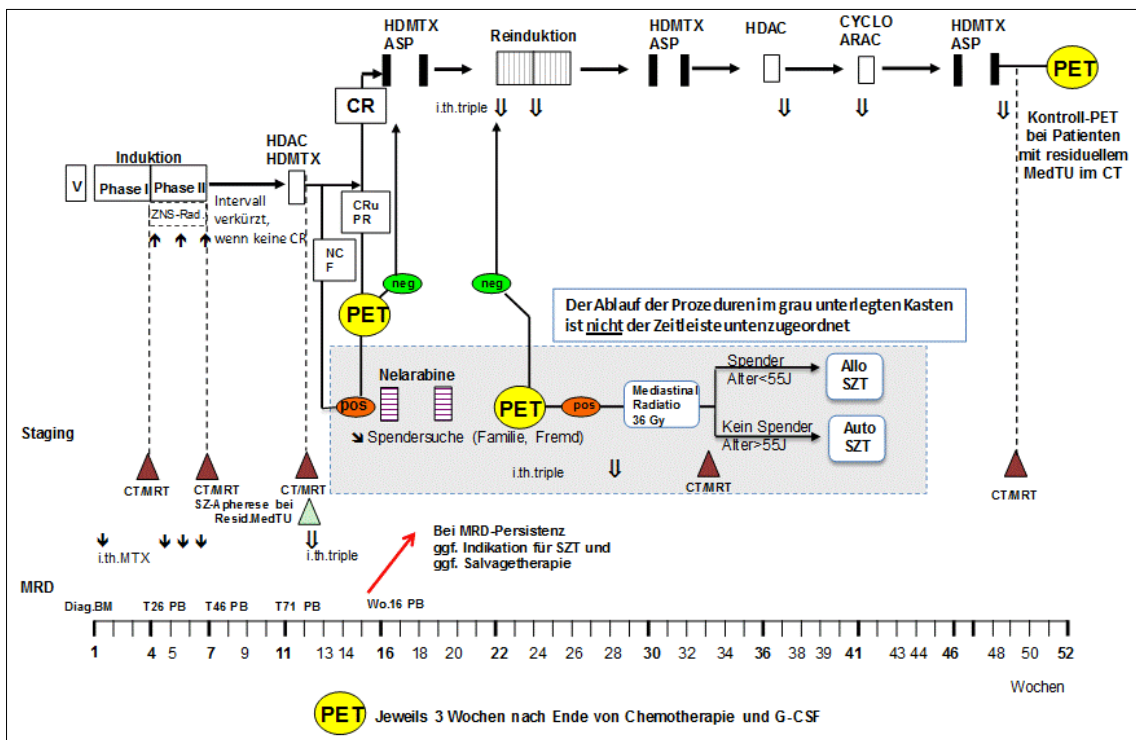 HDMTX
ASP
Reinduktion
HDMTX
ASP
HDAC
CYCLO
ARAC
HDMTX
ASP
PET
CR
i.th.triple
Kontroll-PET
bei Patienten
mit residuellem
MedTU im CT
HDAC
HDMTX
Induktion
V
Phase I
Phase II
ZNS-Rad.
Intervall
verkürzt,
wenn keine CR
CRu
PR
NC
F
neg
neg
PET
Der Ablauf der Prozeduren im grau unterlegten Kasten
ist nicht der Zeitleiste unten zugeordnet
Nelarabine
pos
PET
pos
Mediastinal
Radiatio
36 Gy
Spender
Alter<55J
Allo
SZT
Kein Spender
Alter>55J
Auto
SZT
Spendersuche (Familie, Fremd)
i.th.triple
Staging
CT/MRT
CT/MRT
CT/MRT
CT/MRT
CT/MRT
SZ-Apherese bei
Resid.MedTU
i.th.MTX
i.th.triple
Bei MRD-Persistenz
ggf. Indikation für SZT und
ggf. Salvagetherapie
MRD
Diag.BM
T26 PB
T46 PB
T71 PB
Wo.16 PB
1 4 5 7 9 11 13 14 16 18 20 22 24 26 28 30 32 34 36 38 39 41 43 44 46 48 50 52
Wochen
PET
Jeweils 3 Wochen nach Ende von Chemotherapie und G-CSF